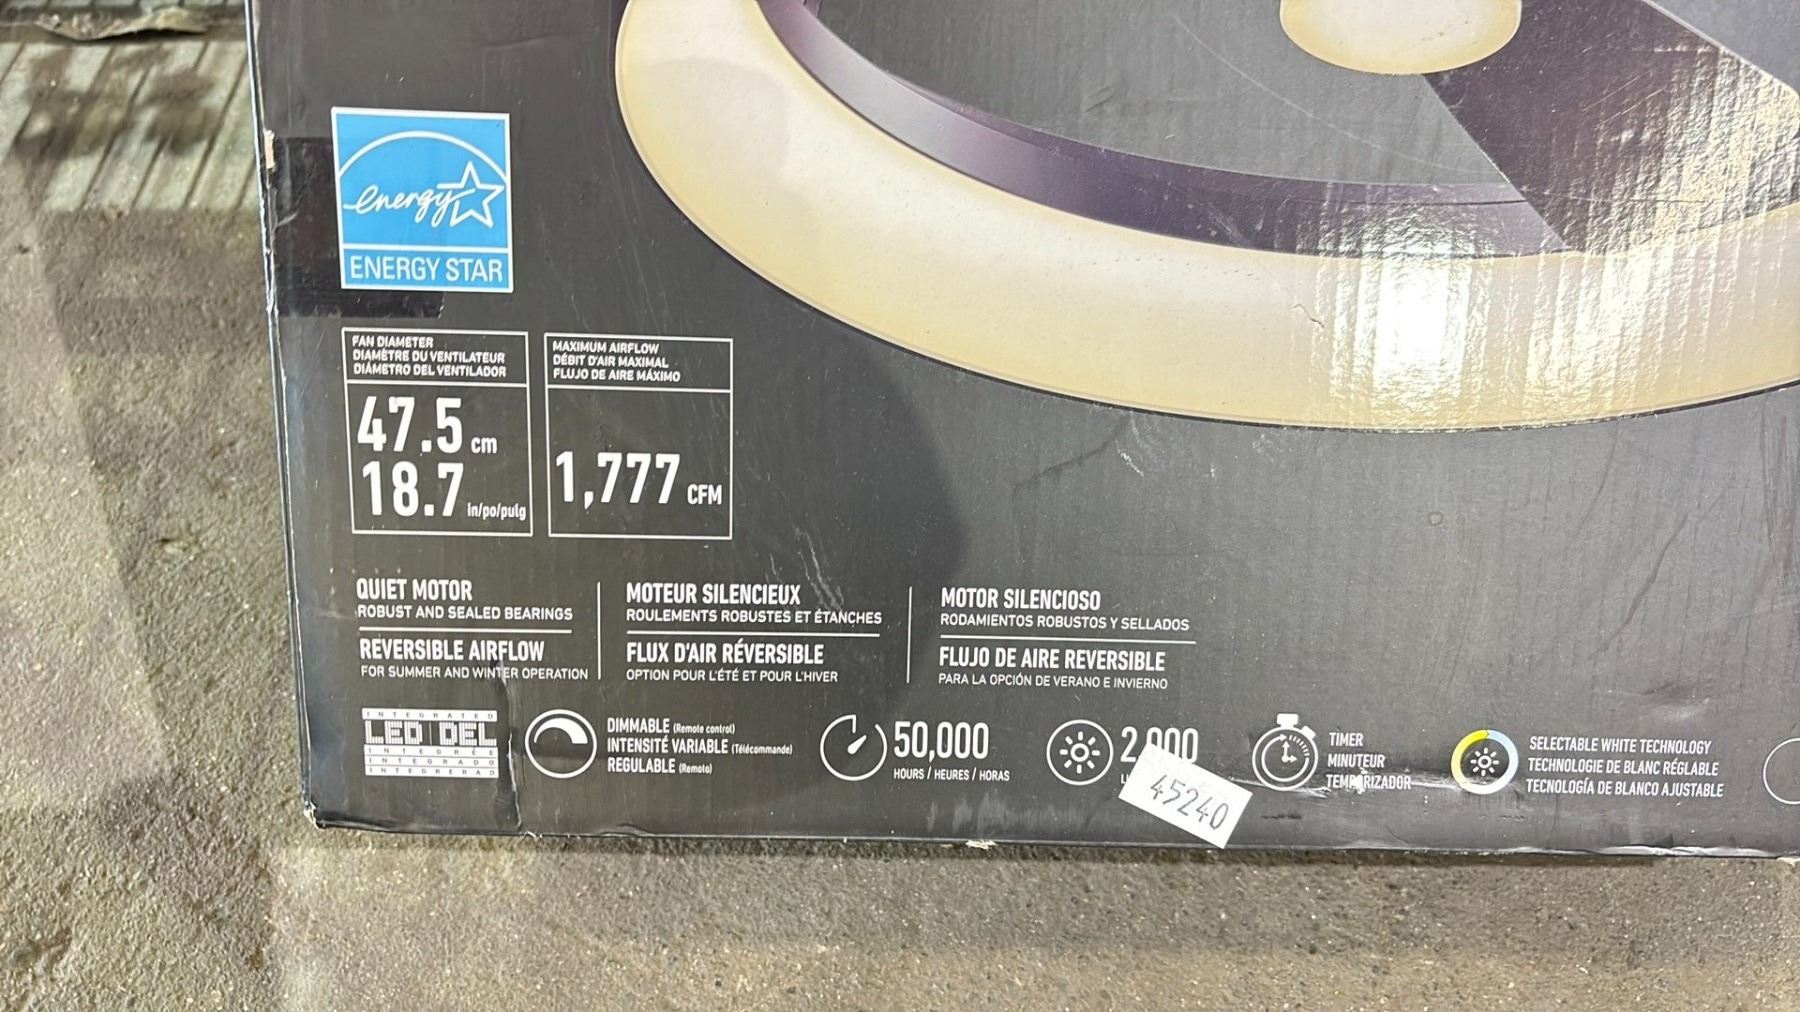 energy
ENERGY STAR
FAN DIAMETER
DIAMÈTRE DU VENTILATEUR
DIÁMETRO DEL VENTILADOR
47.5 cm
18.7 in/po/pulg
MAXIMUM AIRFLOW
DÉBIT D'AIR MAXIMAL
FLUJO DE AIRE MÁXIMO
1,777 CFM
QUIET MOTOR
ROBUST AND SEALED BEARINGS
REVERSIBLE AIRFLOW
FOR SUMMER AND WINTER OPERATION
MOTEUR SILENCIEUX
ROULEMENTS ROBUSTES ET ÉTANCHES
FLUX D'AIR RÉVERSIBLE
OPTION POUR L'ÉTÉ ET POUR L'HIVER
MOTOR SILENCIOSO
RODAMIENTOS ROBUSTOS Y SELLADOS
FLUJO DE AIRE REVERSIBLE
PARA LA OPCIÓN DE VERANO E INVIERNO
INTEGRATED
LED DEL
INTEGRÉE
INTEGRADO
INTEGRERAD
DIMMABLE (Remote control)
INTENSITÉ VARIABLE (Télécommande)
REGULABLE (Remoto)
50,000
HOURS / HEURES / HORAS
2,000
45240
TIMER
MINUTEUR
TEMPORIZADOR
SELECTABLE WHITE TECHNOLOGY
TECHNOLOGIE DE BLANC RÉGLABLE
TECNOLOGÍA DE BLANCO AJUSTABLE